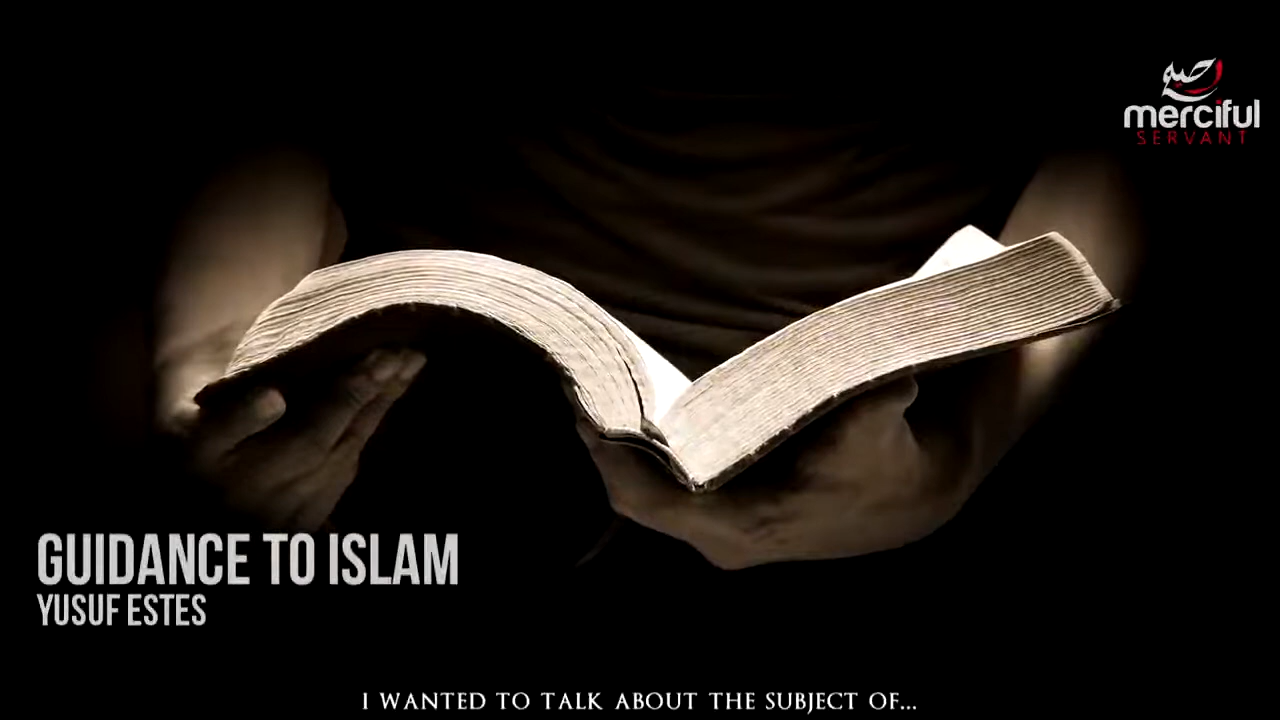 merciful
SERVANT
GUIDANCE TO ISLAM
YUSUF ESTES
I WANTED TO TALK ABOUT THE SUBJECT OF...